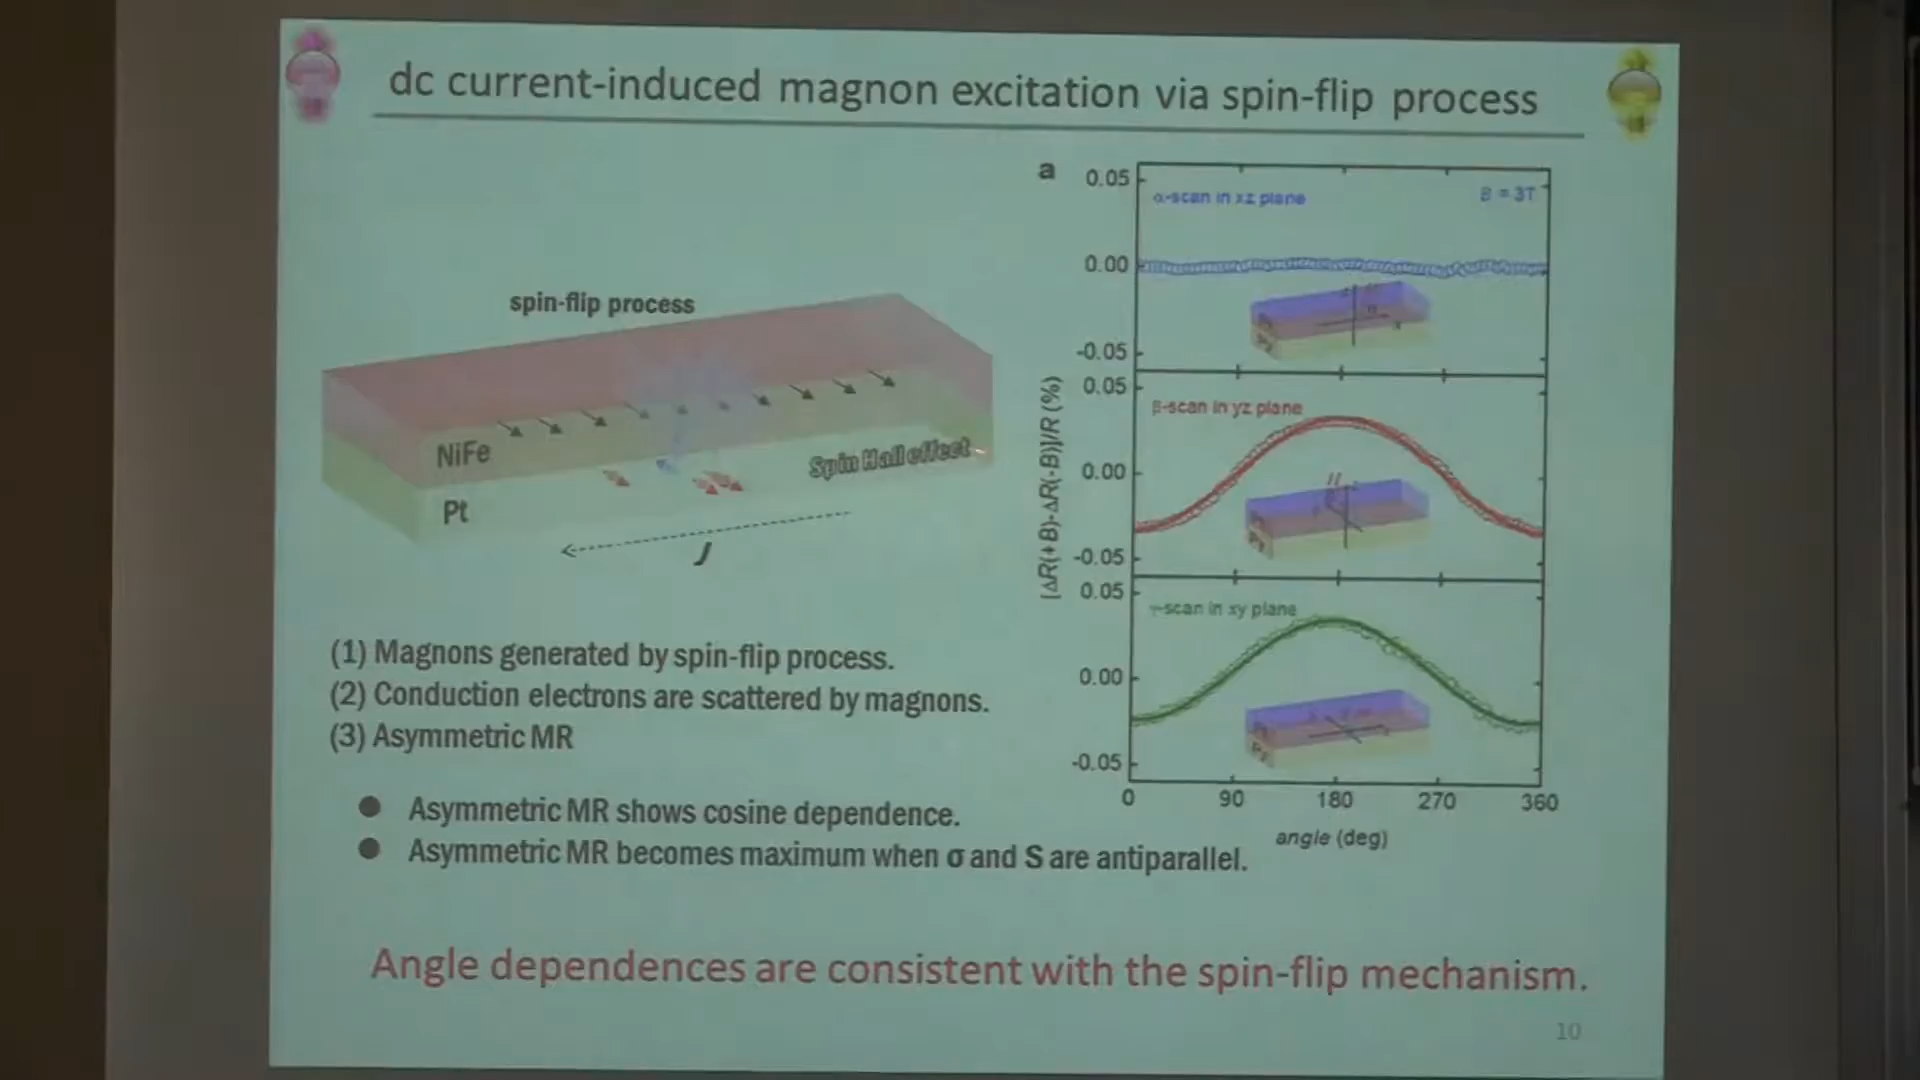 dc current-induced magnon excitation via spin-flip process
spin-flip process
NiFe
Pt
Spin Hall effect
J
(1) Magnons generated by spin-flip process.
(2) Conduction electrons are scattered by magnons.
(3) Asymmetric MR
● Asymmetric MR shows cosine dependence.
● Asymmetric MR becomes maximum when σ and S are antiparallel.
a
[ΔR(+B)-ΔR(-B)]/R (%)
0.05
α-scan in xz plane
B = 3T
0.00
-0.05
0.05
β-scan in yz plane
0.00
-0.05
0.05
γ-scan in xy plane
0.00
-0.05
0 90 180 270 360
angle (deg)
Angle dependences are consistent with the spin-flip mechanism.
10